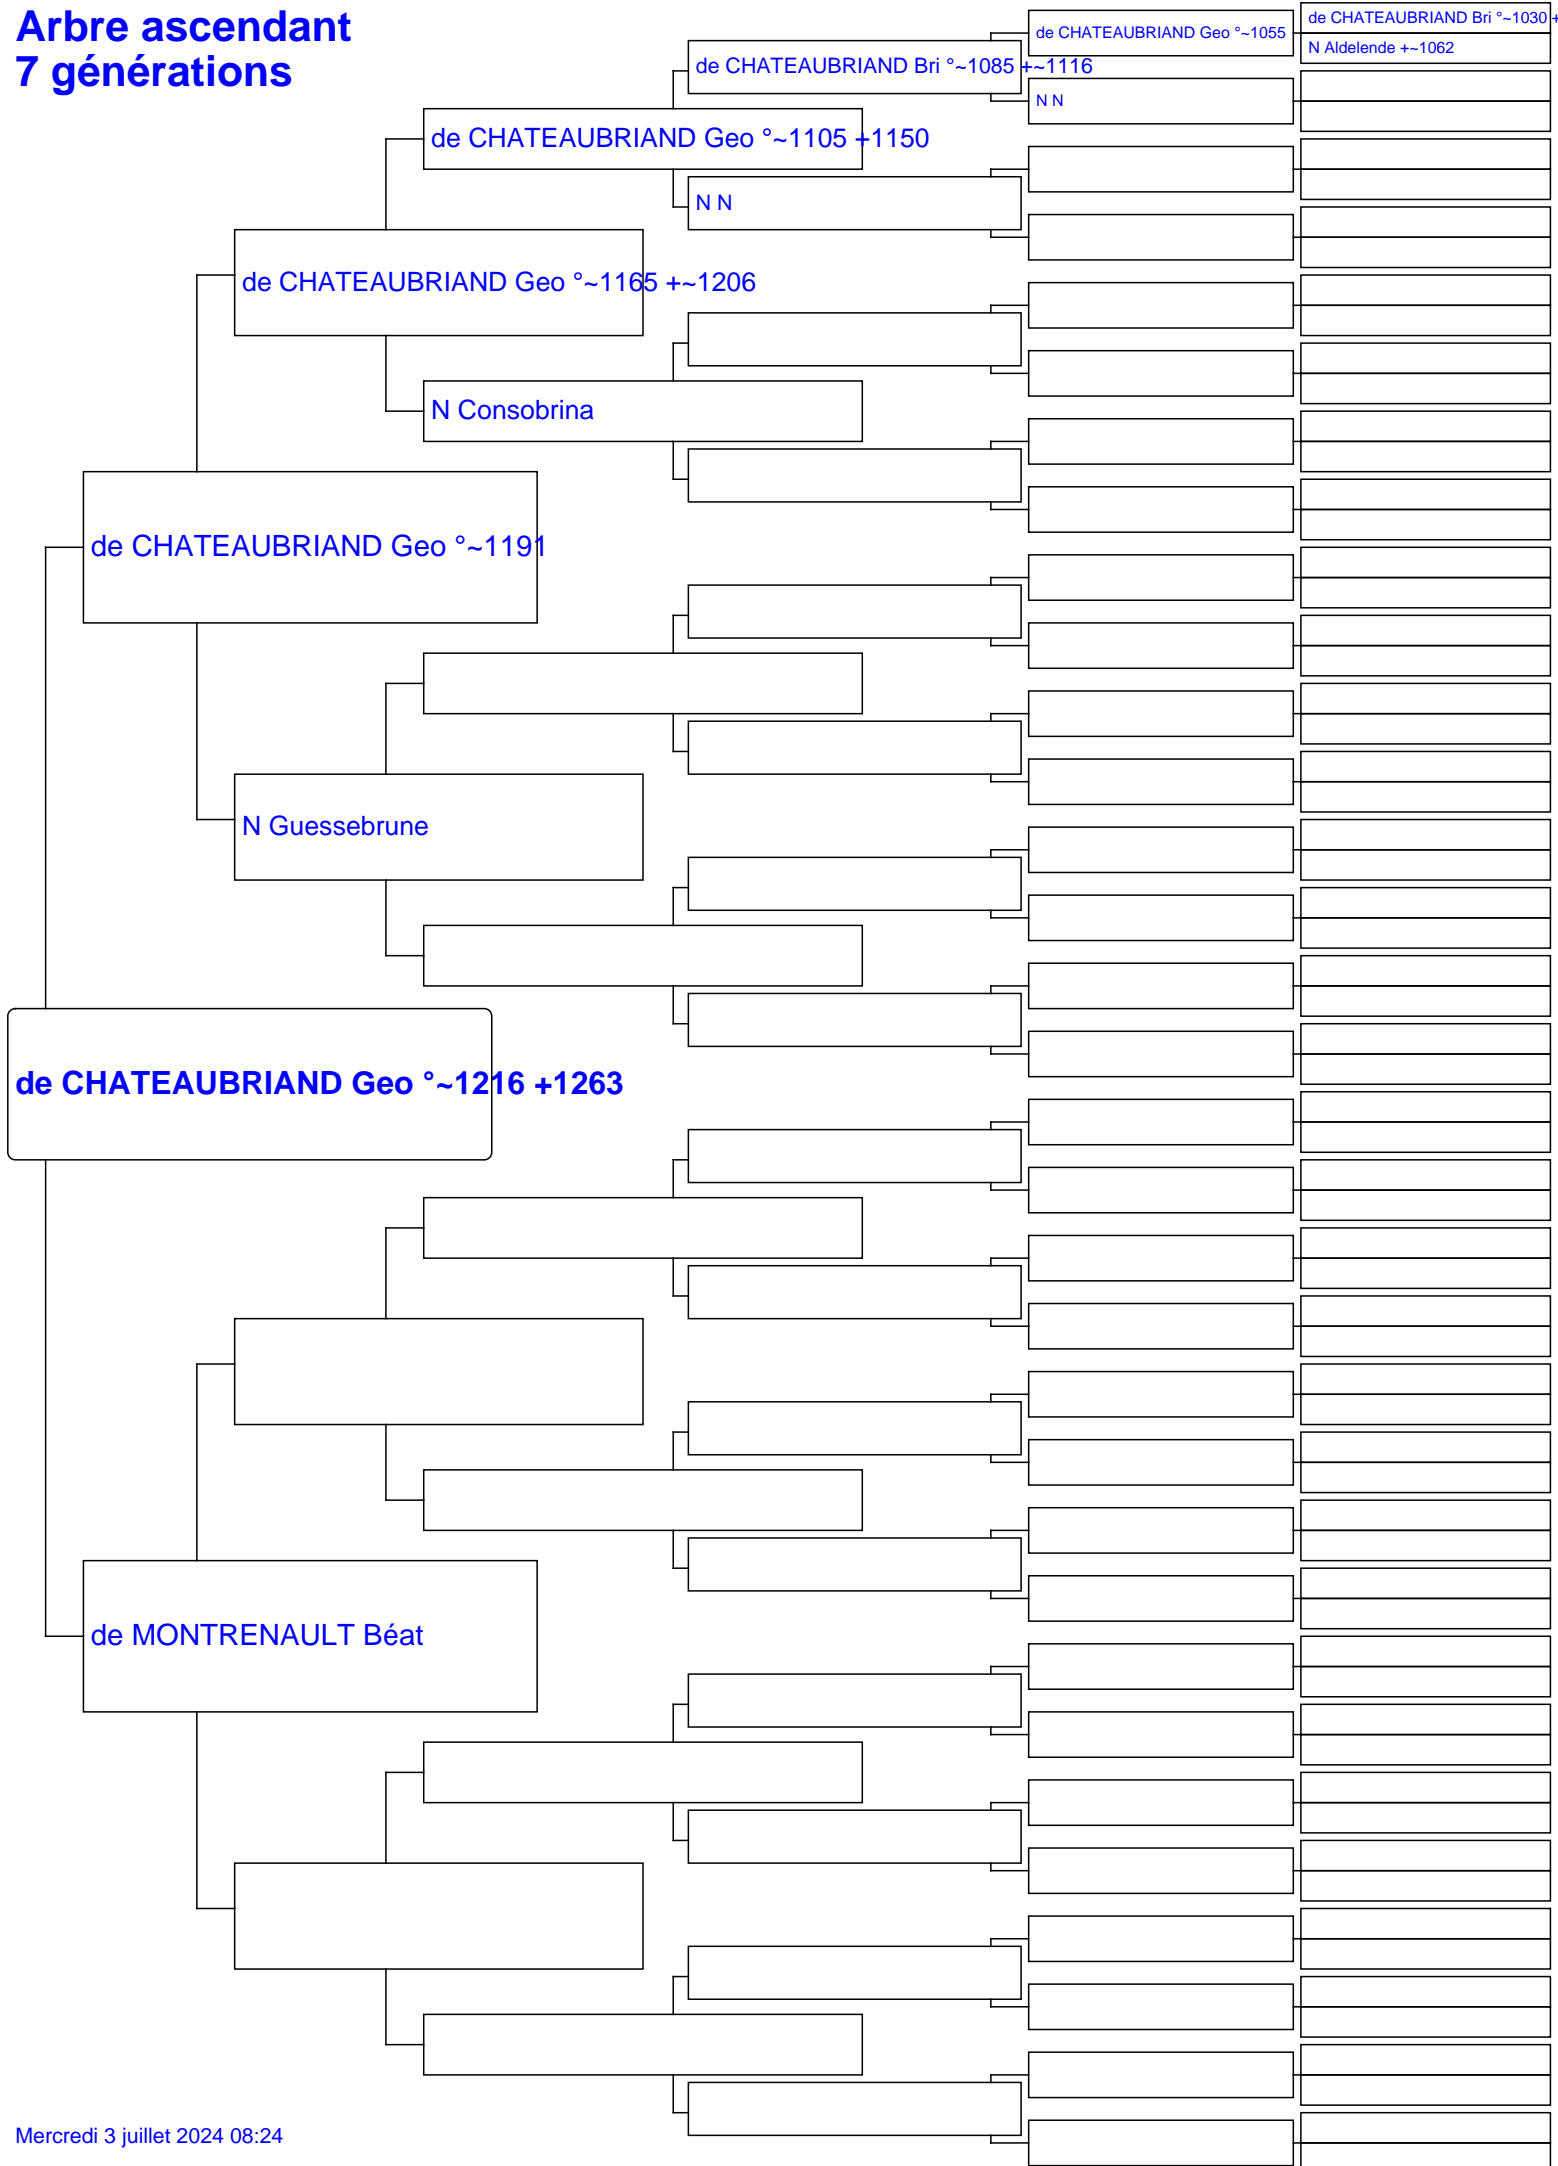 Arbre ascendant
7 générations
de CHATEAUBRIAND Bri °~1030 +
N Aldelende +~1062
de CHATEAUBRIAND Geo °~1055
de CHATEAUBRIAND Bri °~1085 +~1116
N N
de CHATEAUBRIAND Geo °~1105 +1150
N N
de CHATEAUBRIAND Geo °~1165 +~1206
N Consobrina
de CHATEAUBRIAND Geo °~1191
N Guessebrune
de CHATEAUBRIAND Geo °~1216 +1263
de MONTRENAULT Béat
Mercredi 3 juillet 2024 08:24